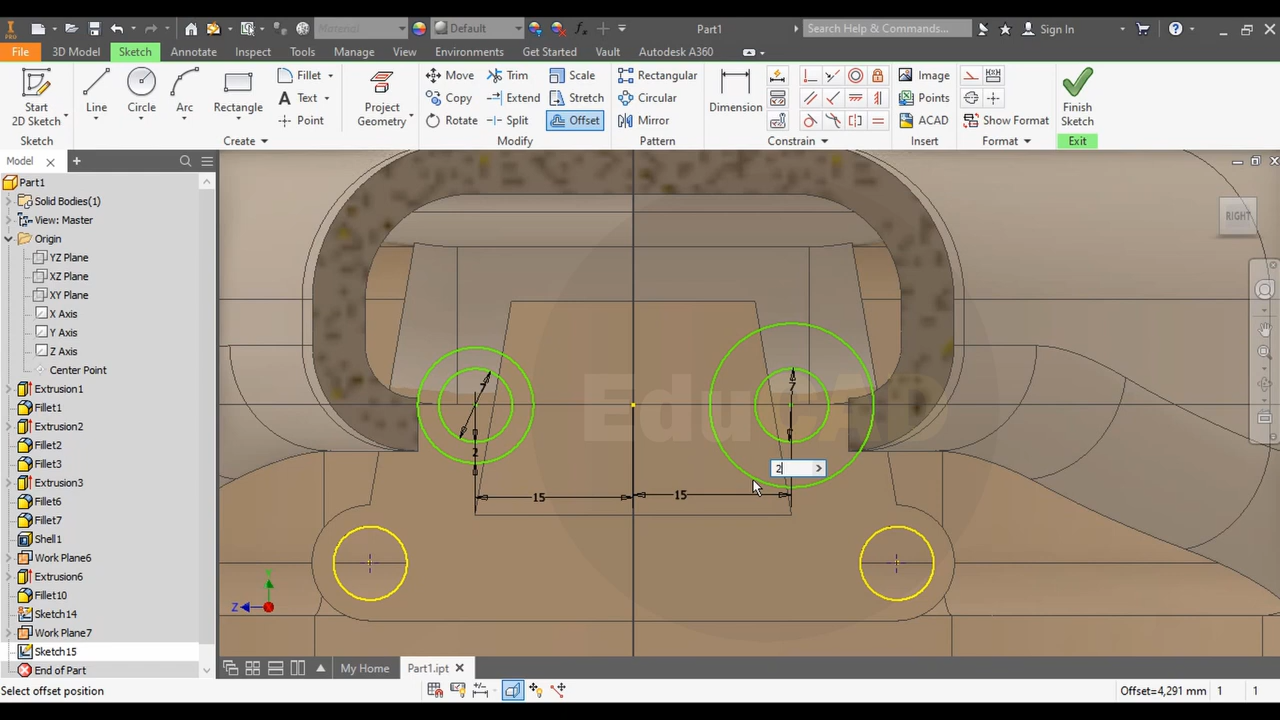 PRO
Material
Default
Part1
Search Help & Commands...
Sign In
File
3D Model
Sketch
Annotate
Inspect
Tools
Manage
View
Environments
Get Started
Vault
Autodesk A360
Start
2D Sketch
Line
Circle
Arc
Rectangle
Fillet
Text
Point
Project
Geometry
Move
Copy
Rotate
Trim
Extend
Split
Scale
Stretch
Offset
Rectangular
Circular
Mirror
Dimension
Image
Points
ACAD
Show Format
Finish
Sketch
Sketch
Create
Modify
Pattern
Constrain
Insert
Format
Exit
Model
Part1
Solid Bodies(1)
View: Master
Origin
YZ Plane
XZ Plane
XY Plane
X Axis
Y Axis
Z Axis
Center Point
Extrusion1
Fillet1
Extrusion2
Fillet2
Fillet3
Extrusion3
Fillet6
Fillet7
Shell1
Work Plane6
Extrusion6
Fillet10
Sketch14
Work Plane7
Sketch15
End of Part
RIGHT
EduCAD
7
7
2
2
15
15
Y
Z
My Home
Part1.ipt
Select offset position
Offset=4,291 mm
1
1